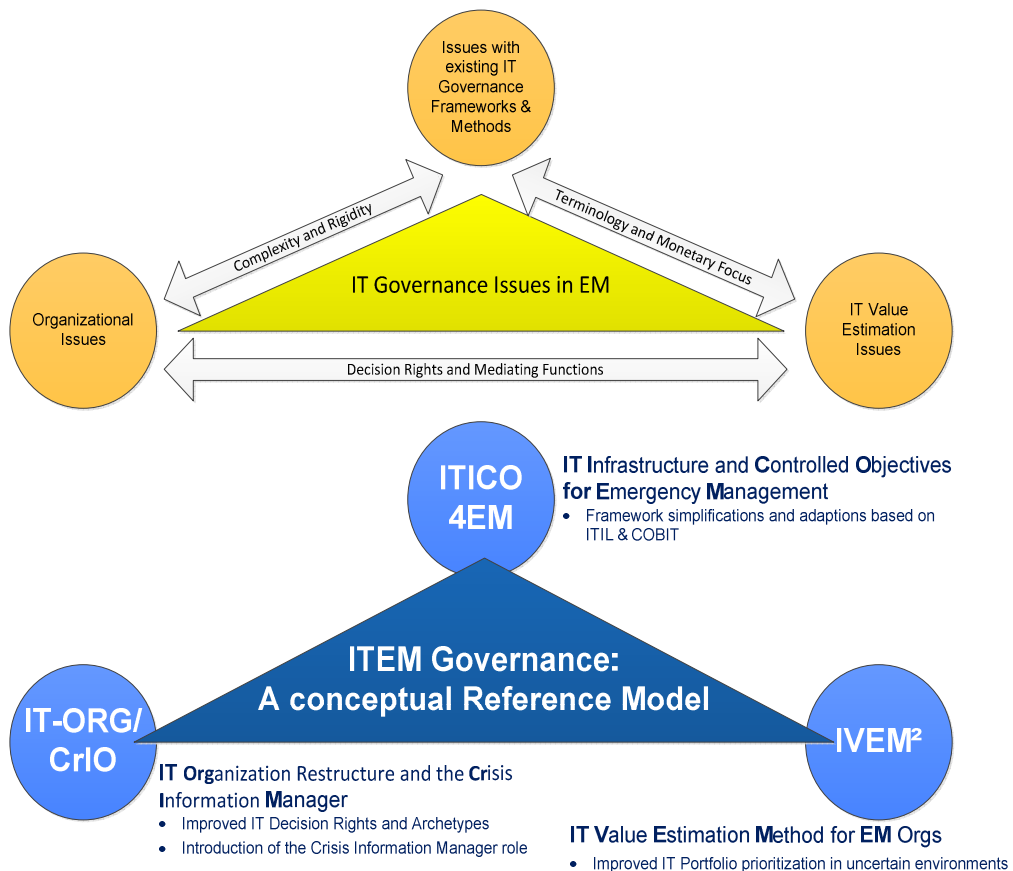 Issues with
existing IT
Governance
Frameworks &
Methods
Complexity and Rigidity
Terminology and Monetary Focus
IT Governance Issues in EM
Organizational
Issues
IT Value
Estimation
Issues
Decision Rights and Mediating Functions
ITICO
4EM
IT Infrastructure and Controlled Objectives
for Emergency Management
• Framework simplifications and adaptions based on
ITIL & COBIT
ITEM Governance:
A conceptual Reference Model
IT-ORG/
CrIO
IVEM²
IT Organization Restructure and the Crisis
Information Manager
• Improved IT Decision Rights and Archetypes
• Introduction of the Crisis Information Manager role
IT Value Estimation Method for EM Orgs
• Improved IT Portfolio prioritization in uncertain environments